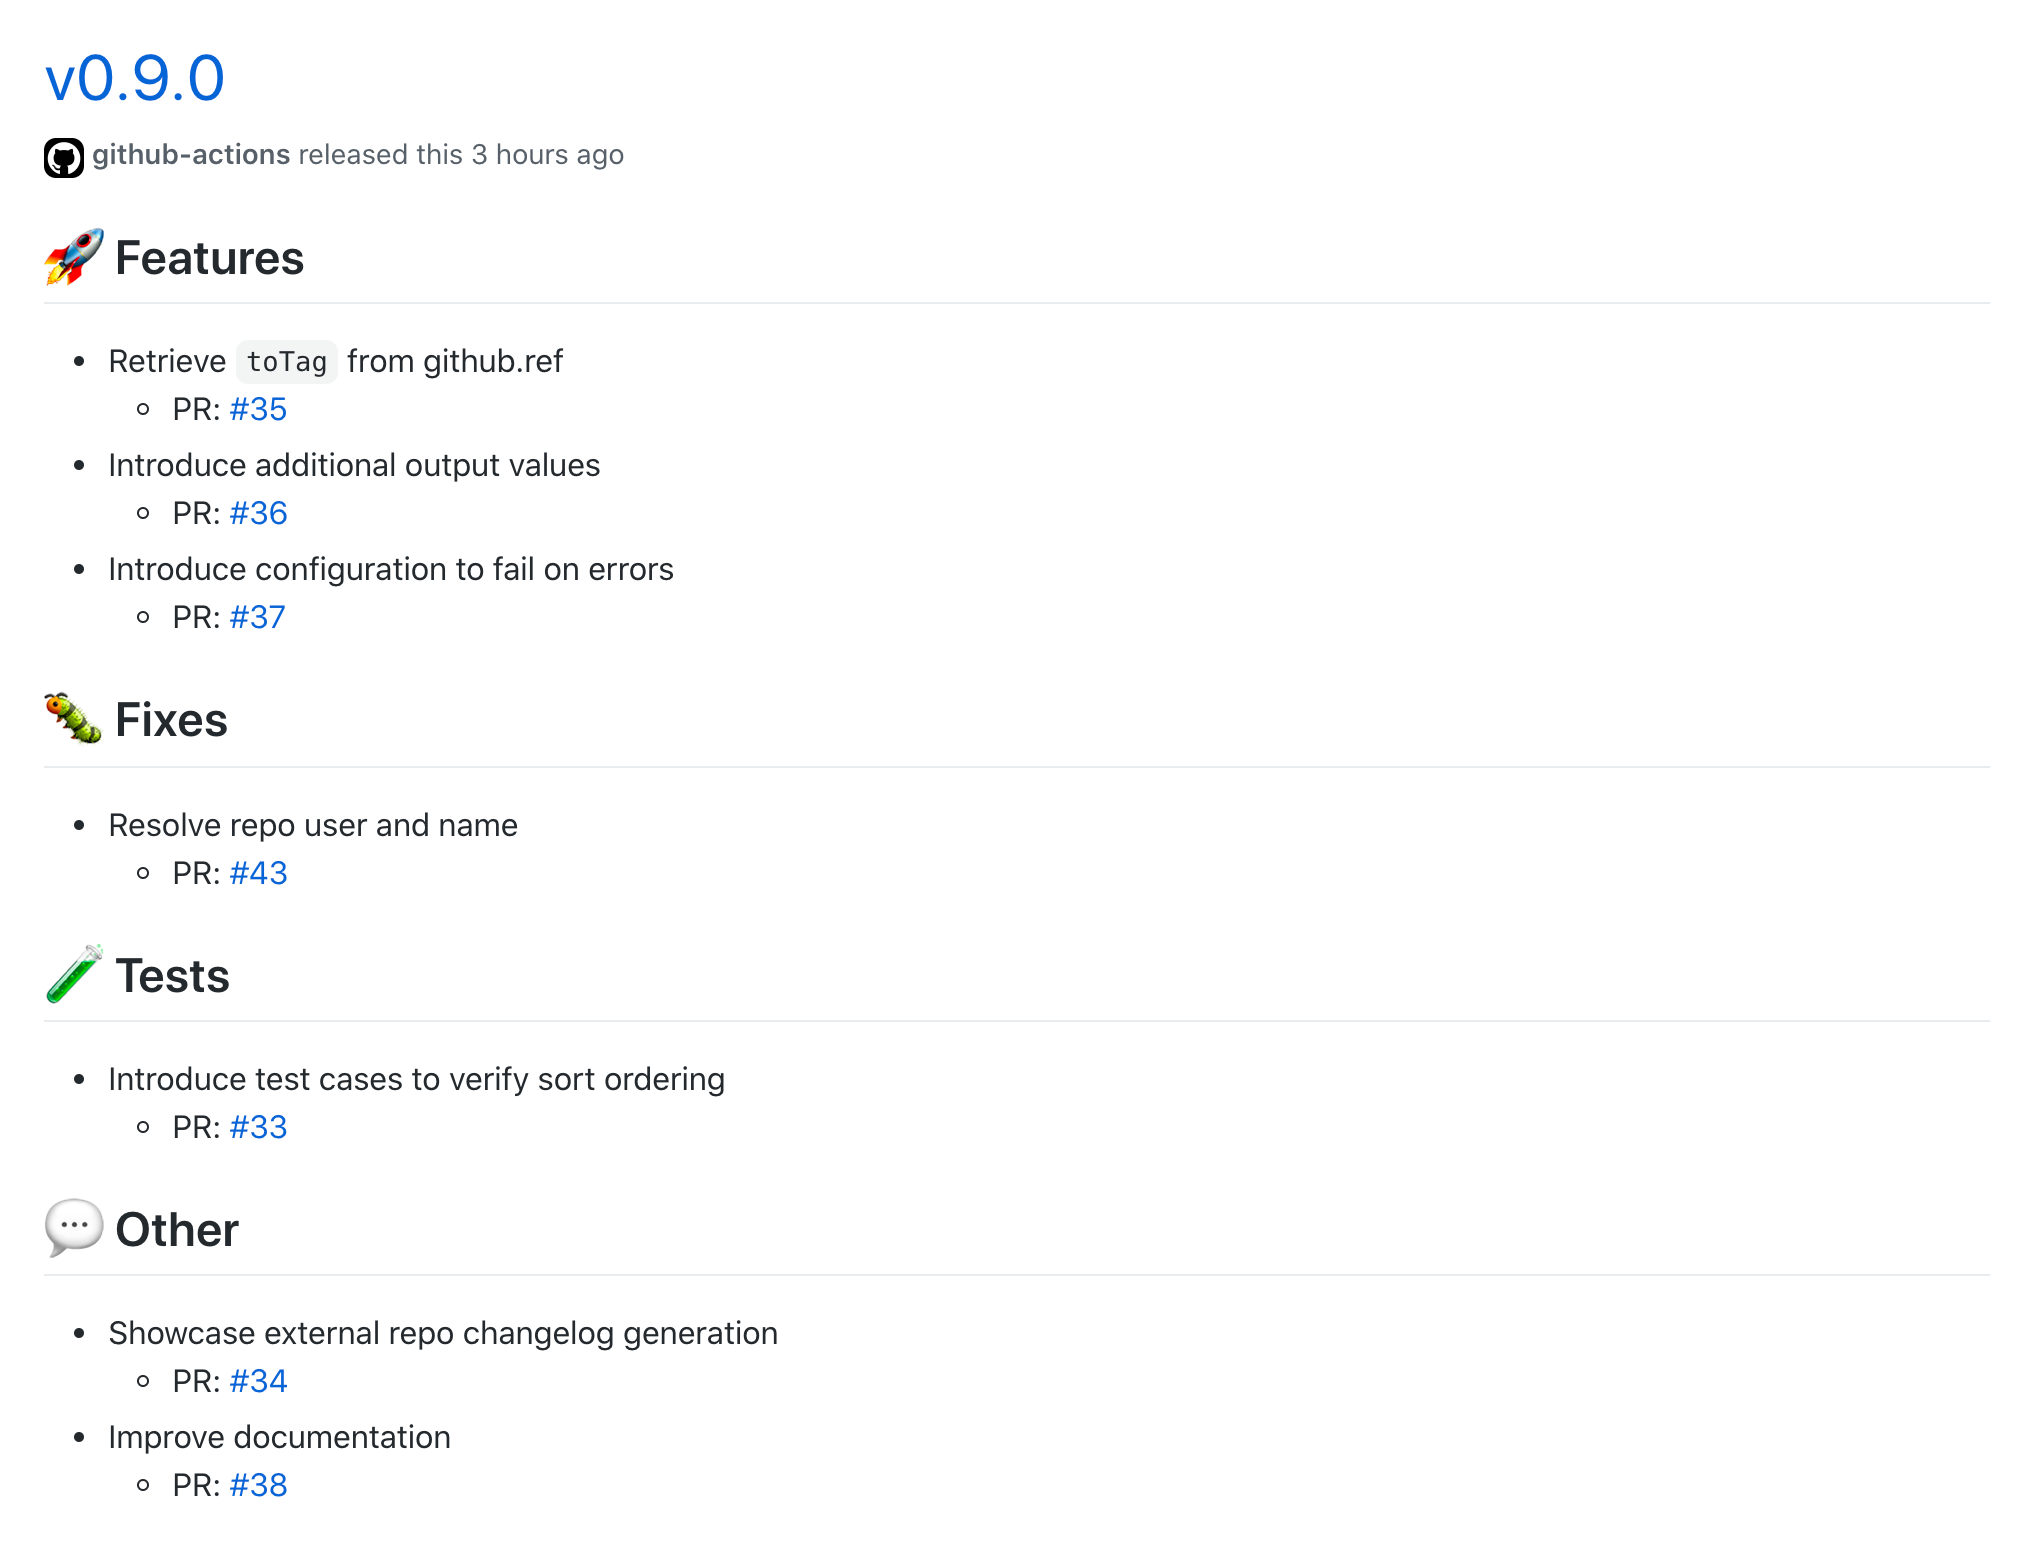 v0.9.0
github-actions released this 3 hours ago
🚀 Features
Retrieve toTag from github.ref
PR: #35
Introduce additional output values
PR: #36
Introduce configuration to fail on errors
PR: #37
🐛 Fixes
Resolve repo user and name
PR: #43
🧪 Tests
Introduce test cases to verify sort ordering
PR: #33
💬 Other
Showcase external repo changelog generation
PR: #34
Improve documentation
PR: #38